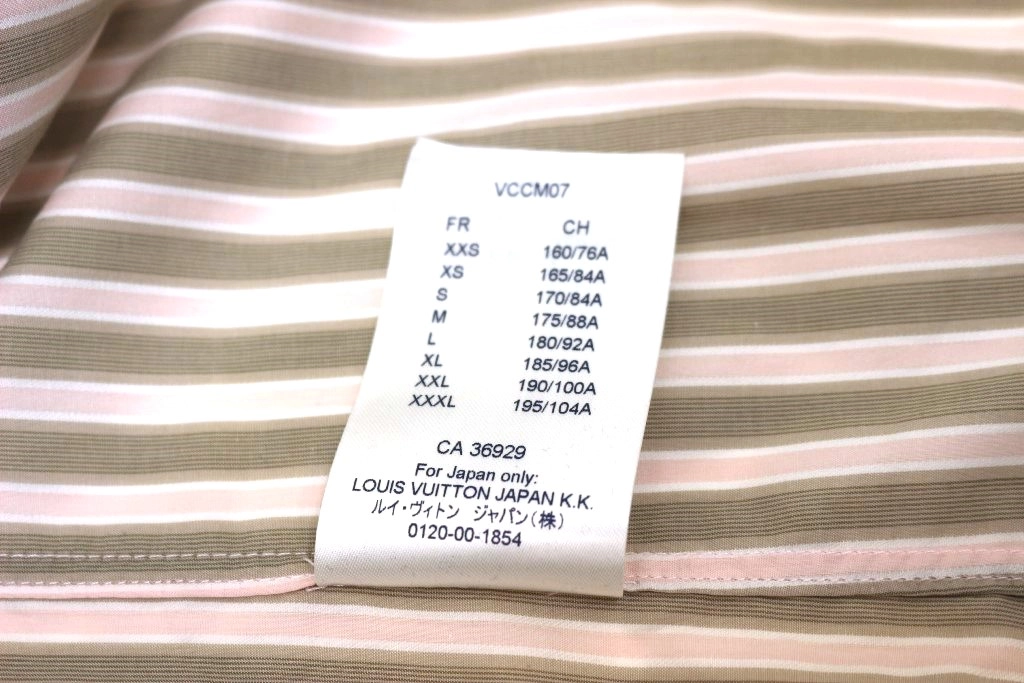 VCCM07
FR CH
XXS 160/76A
XS 165/84A
S 170/84A
M 175/88A
L 180/92A
XL 185/96A
XXL 190/100A
XXXL 195/104A
CA 36929
For Japan only:
LOUIS VUITTON JAPAN K.K.
ルイ・ヴィトン ジャパン(株)
0120-00-1854